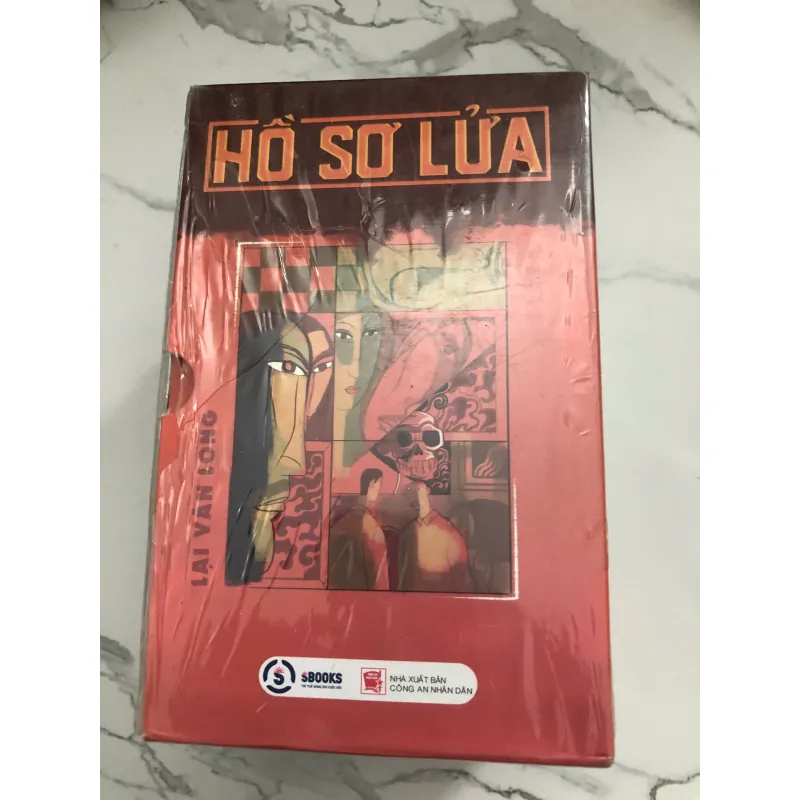 HỒ SƠ LỬA
LẠI VĂN LONG
SBOOKS
NHÀ XUẤT BẢN
CÔNG AN NHÂN DÂN